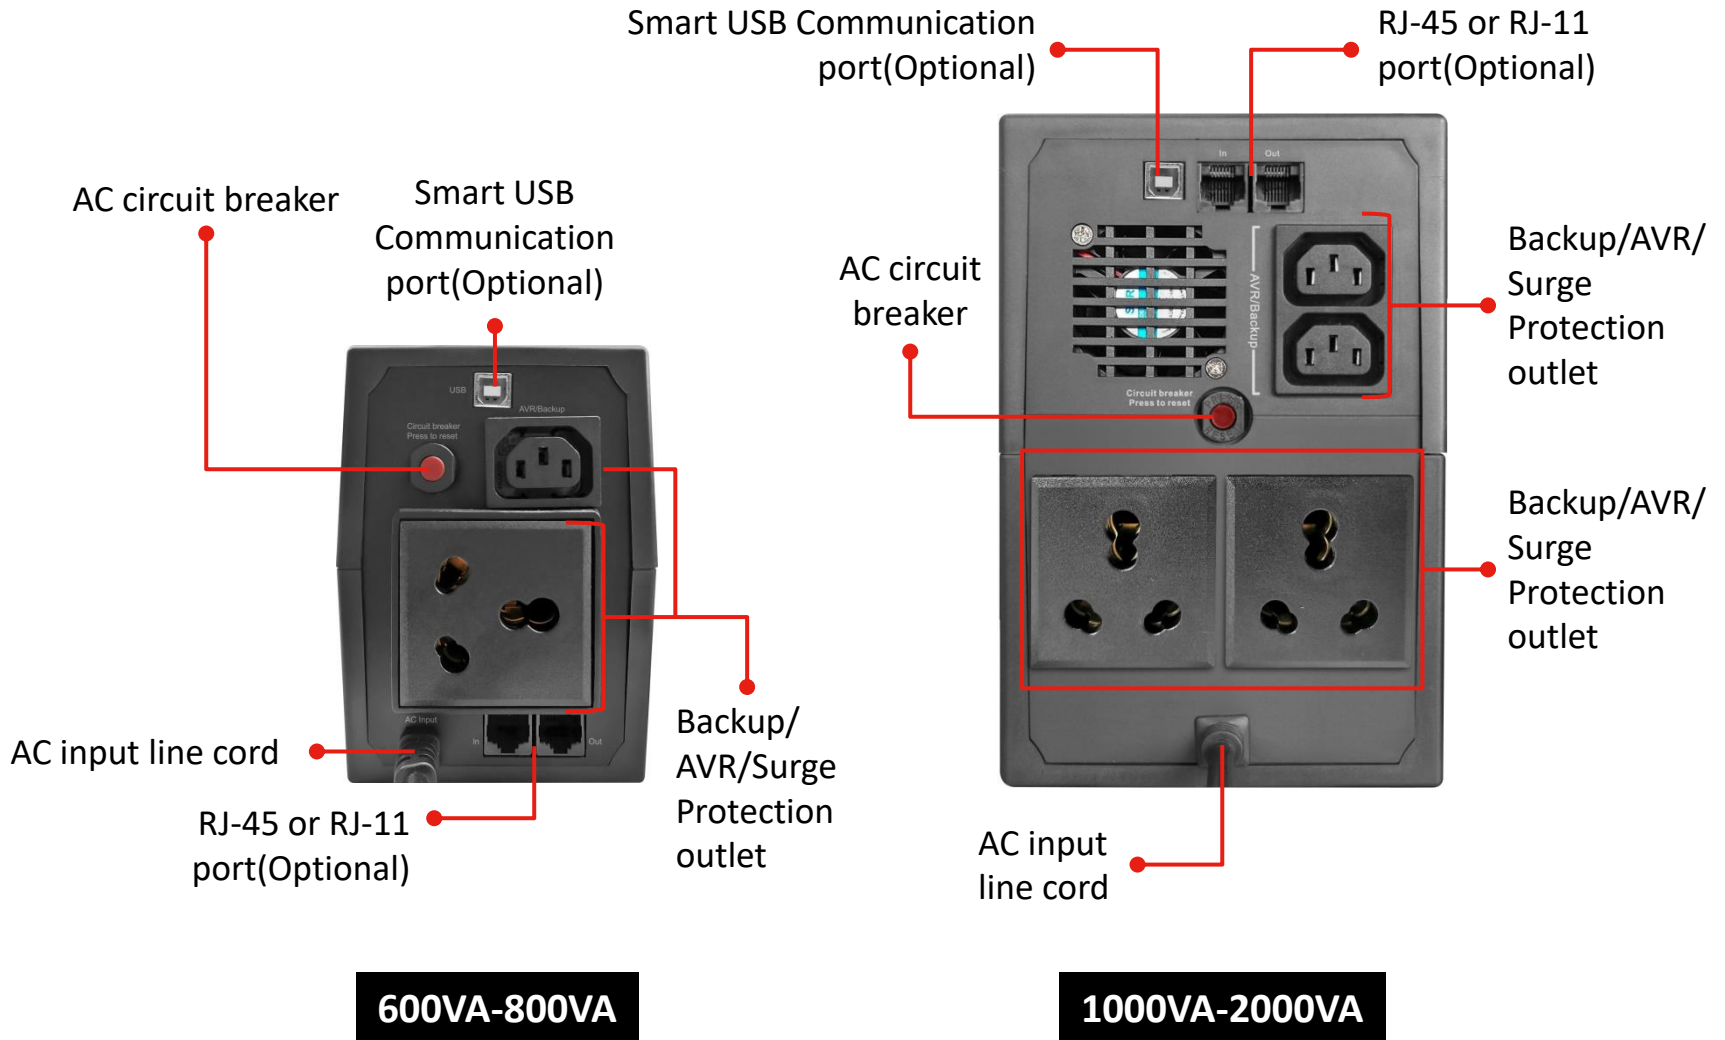 Smart USB Communication
port(Optional)
RJ-45 or RJ-11
port(Optional)
AC circuit breaker
Smart USB
Communication
port(Optional)
USB
AVR/Backup
Circuit breaker
Press to reset
AC Input
In
Out
AC input line cord
RJ-45 or RJ-11
port(Optional)
Backup/
AVR/Surge
Protection
outlet
600VA-800VA
In
Out
AC circuit
breaker
AVR/Backup
Circuit breaker
Press to reset
Backup/AVR/
Surge
Protection
outlet
Backup/AVR/
Surge
Protection
outlet
AC input
line cord
1000VA-2000VA